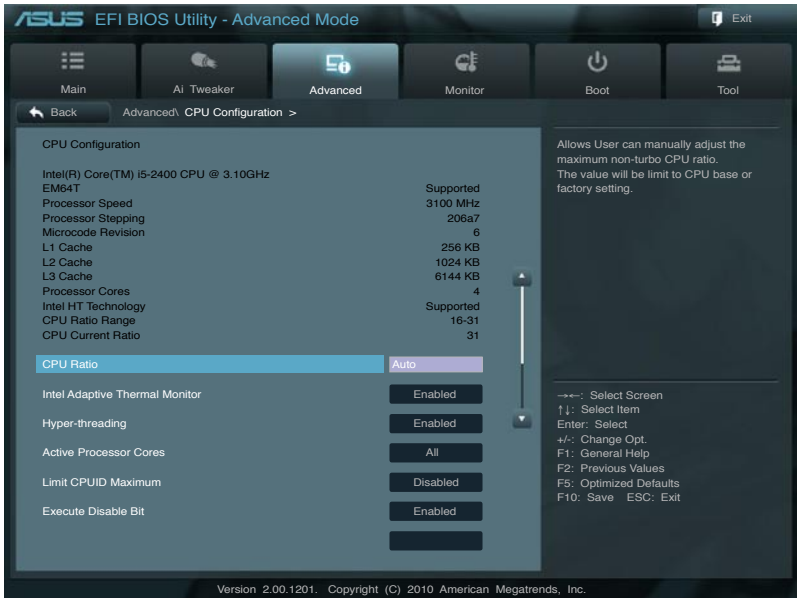 ASUS EFI BIOS Utility - Advanced Mode
Exit
Main
Ai Tweaker
Advanced
Monitor
Boot
Tool
Back
Advanced\ CPU Configuration >
CPU Configuration
Intel(R) Core(TM) i5-2400 CPU @ 3.10GHz
EM64T Supported
Processor Speed 3100 MHz
Processor Stepping 206a7
Microcode Revision 6
L1 Cache 256 KB
L2 Cache 1024 KB
L3 Cache 6144 KB
Processor Cores 4
Intel HT Technology Supported
CPU Ratio Range 16-31
CPU Current Ratio 31
CPU Ratio Auto
Intel Adaptive Thermal Monitor Enabled
Hyper-threading Enabled
Active Processor Cores All
Limit CPUID Maximum Disabled
Execute Disable Bit Enabled
Allows User can manually adjust the
maximum non-turbo CPU ratio.
The value will be limit to CPU base or
factory setting.
→←: Select Screen
↑↓: Select Item
Enter: Select
+/-: Change Opt.
F1: General Help
F2: Previous Values
F5: Optimized Defaults
F10: Save ESC: Exit
Version 2.00.1201. Copyright (C) 2010 American Megatrends, Inc.